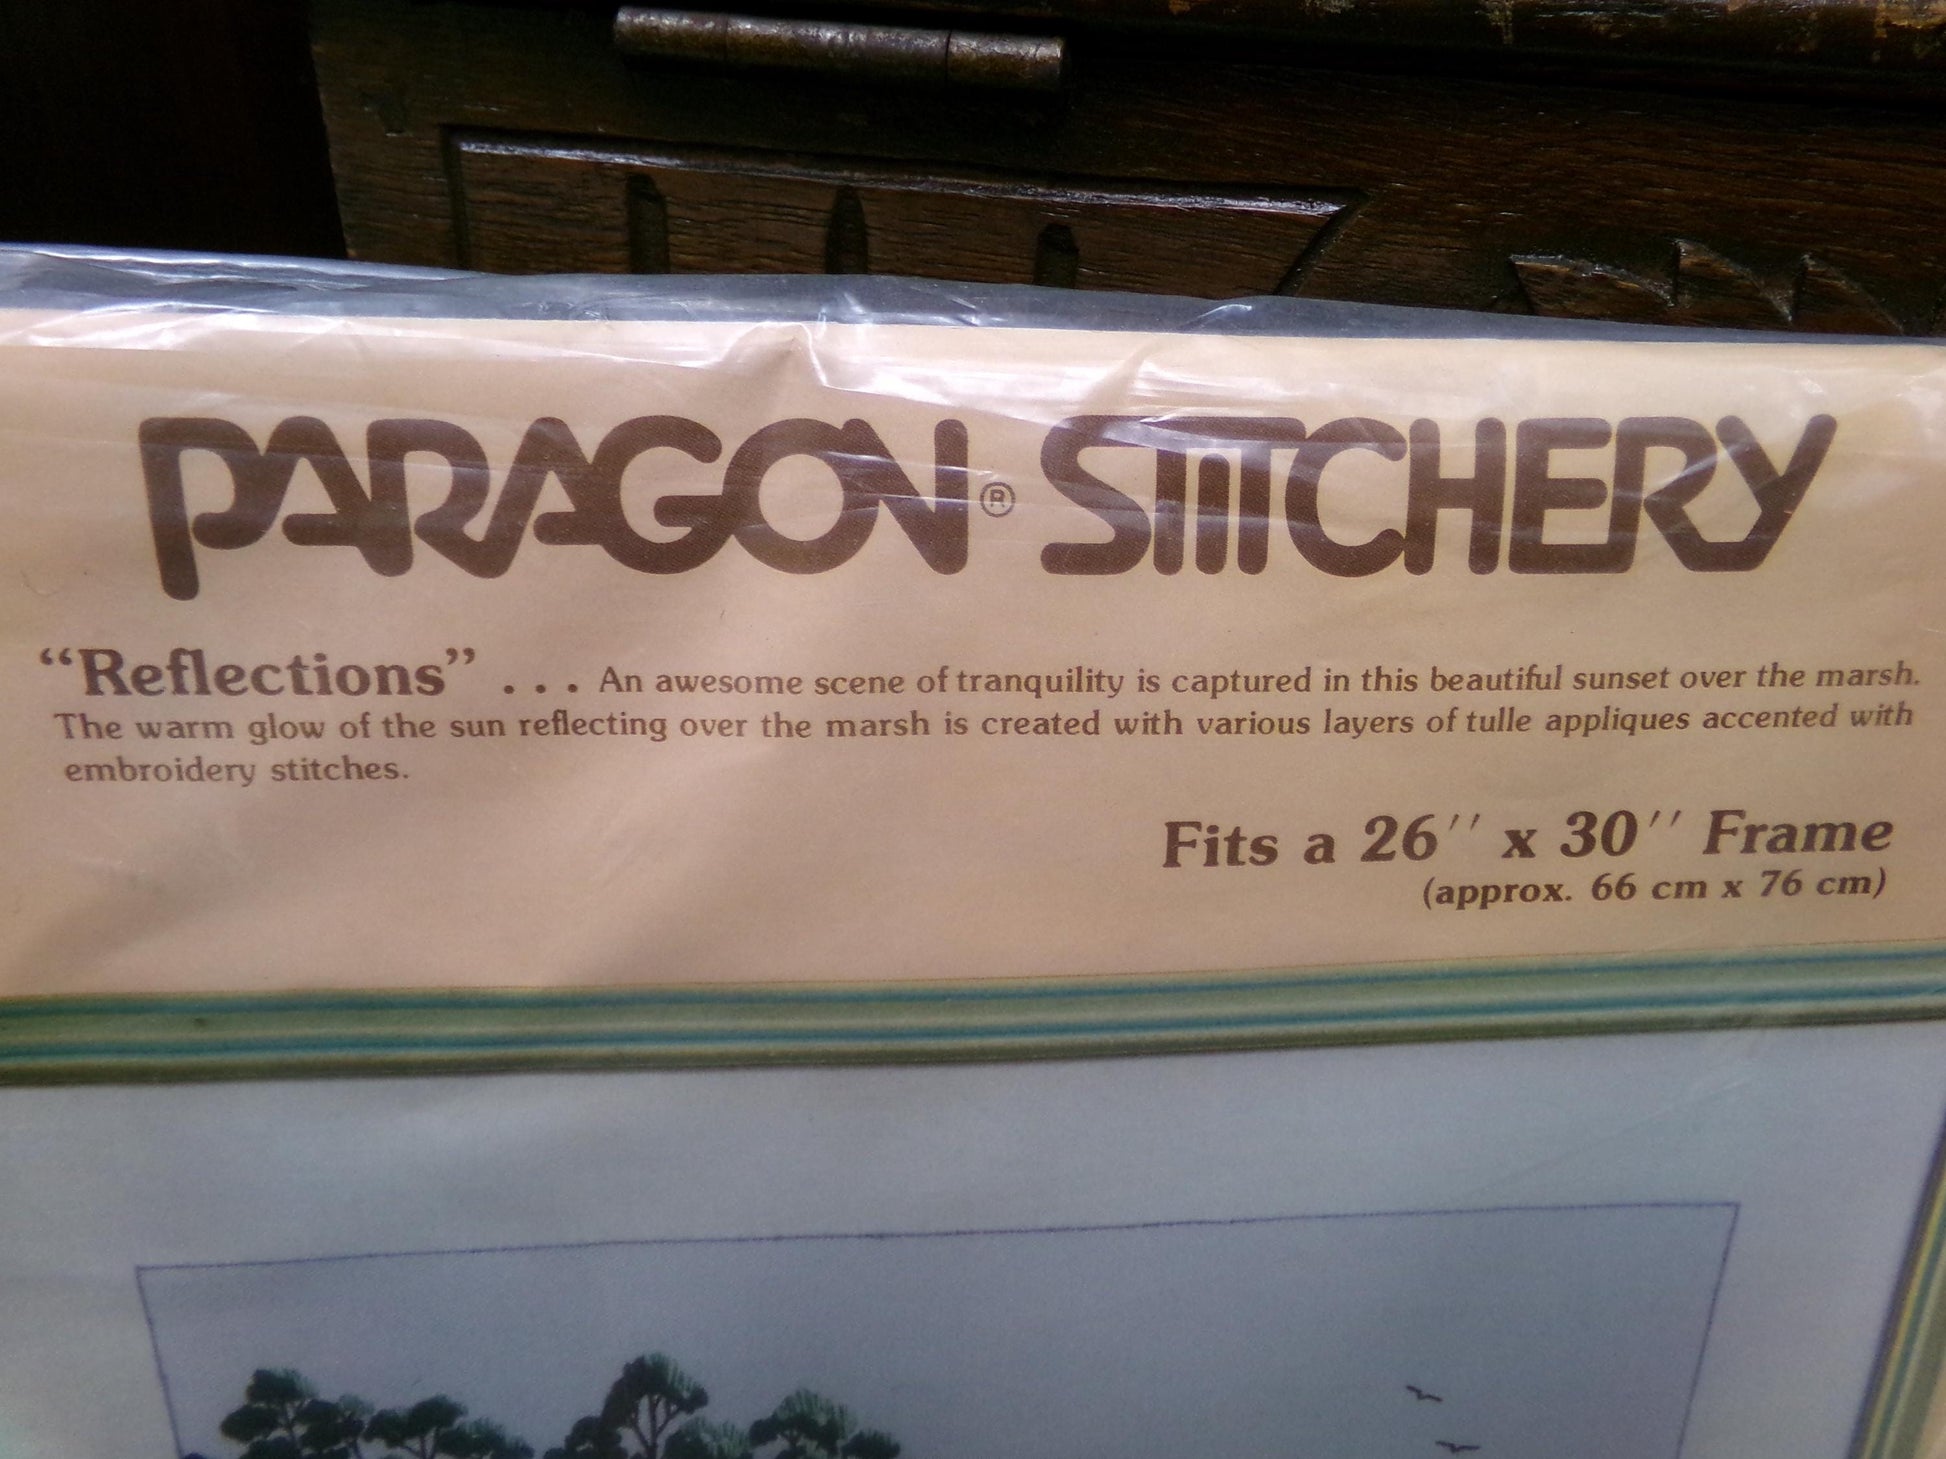 PARAGON® STITCHERY
“Reflections” . . . An awesome scene of tranquility is captured in this beautiful sunset over the marsh.
The warm glow of the sun reflecting over the marsh is created with various layers of tulle appliques accented with
embroidery stitches.
Fits a 26'' x 30'' Frame
(approx. 66 cm x 76 cm)